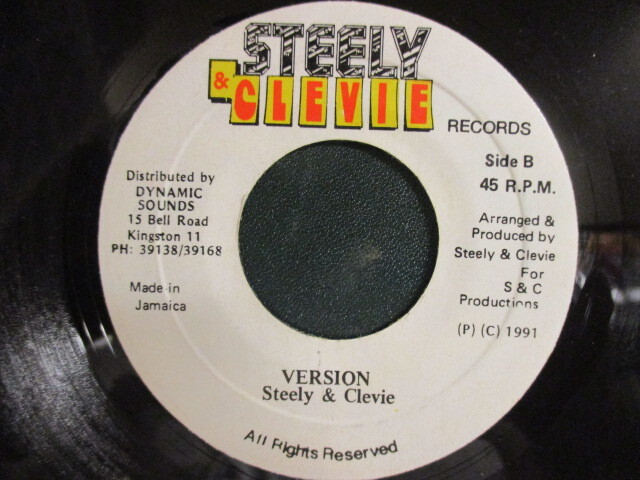 STEELY
& CLEVIE
RECORDS
Side B
45 R.P.M.
Distributed by
DYNAMIC
SOUNDS
15 Bell Road
Kingston 11
PH: 39138/39168
Made in
Jamaica
Arranged &
Produced by
Steely & Clevie
For
S & C
Productions
(P) (C) 1991
VERSION
Steely & Clevie
All Rights Reserved